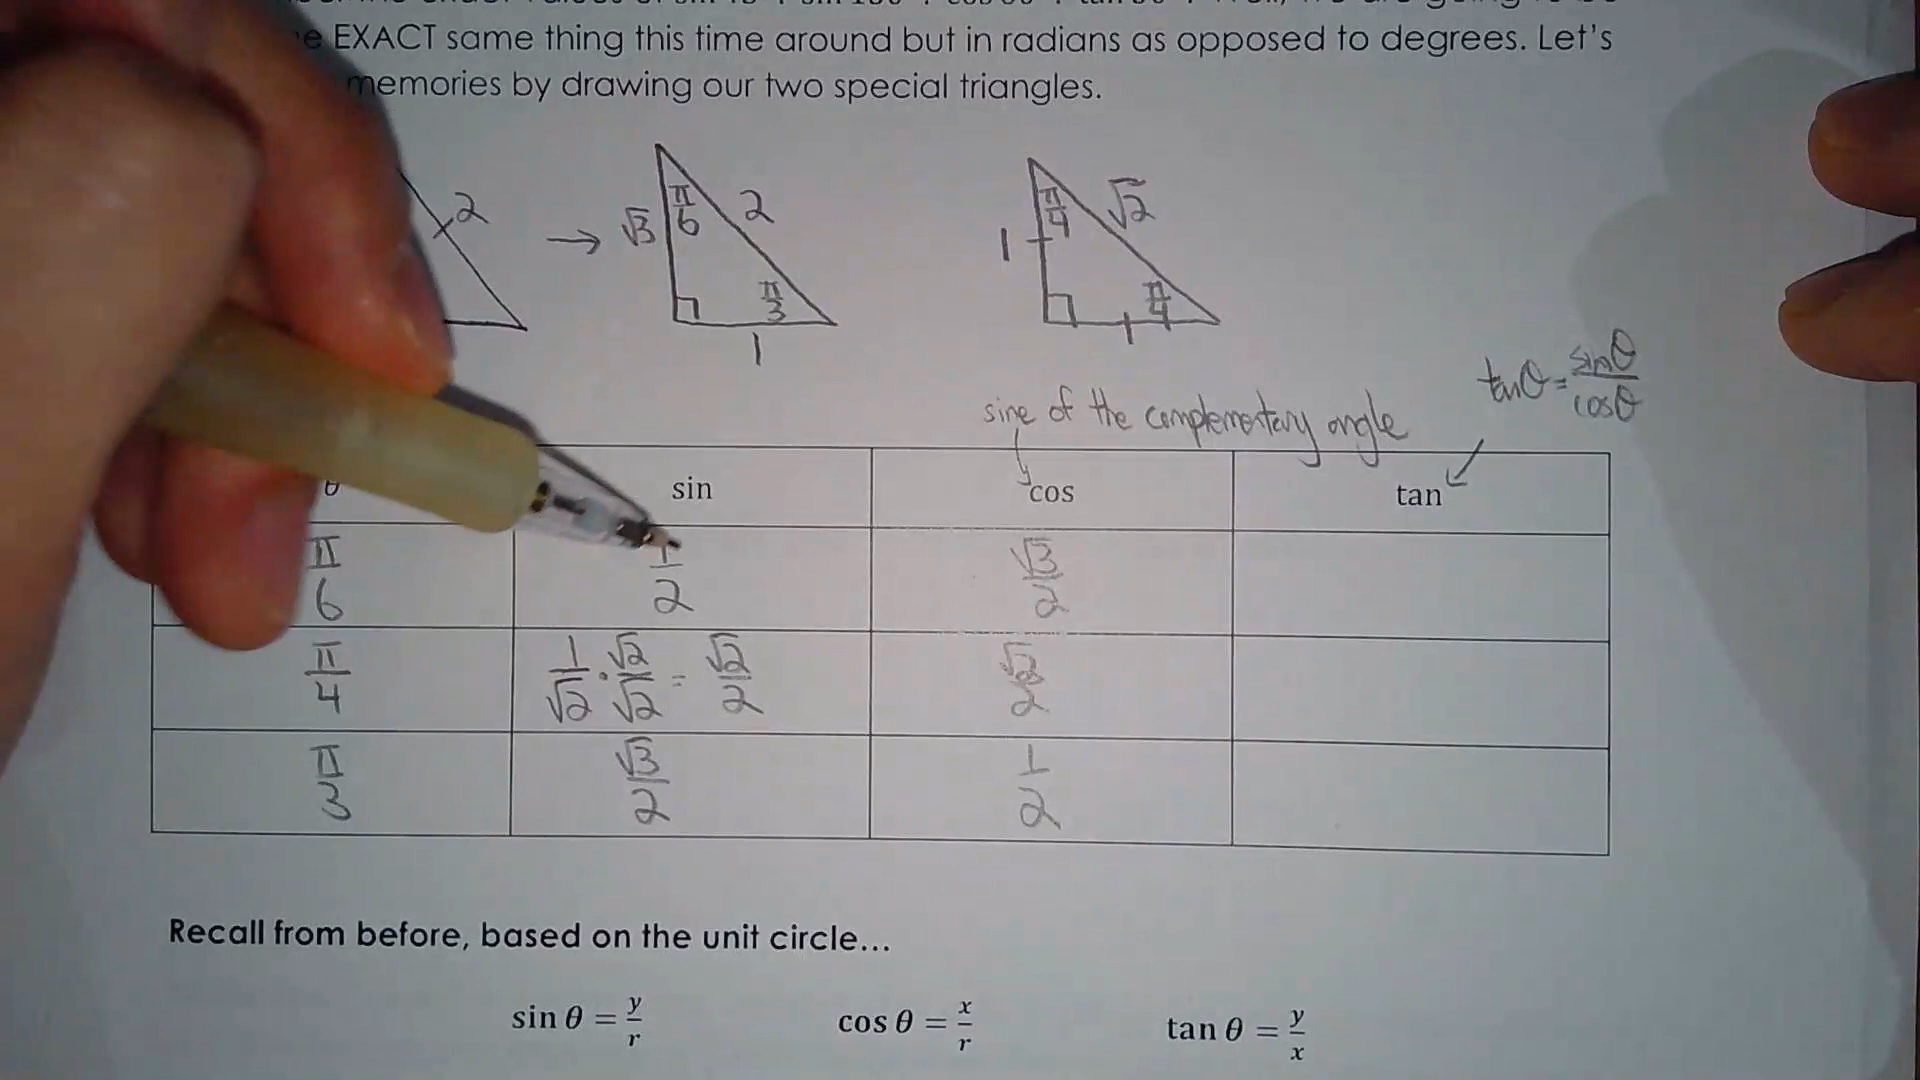 EXACT same thing this time around but in radians as opposed to degrees. Let's
memories by drawing our two special triangles.
2 → √3 π/6 2 π/3 1
1 π/4 √2 π/4 1
tanθ = sinθ/cosθ
sine of the complementary angle
θ sin cos tan
π/6 1/2 √3/2
π/4 1/√2 · √2/√2 = √2/2 √2/2
π/3 √3/2 1/2
Recall from before, based on the unit circle...
sin θ = y/r cos θ = x/r tan θ = y/x